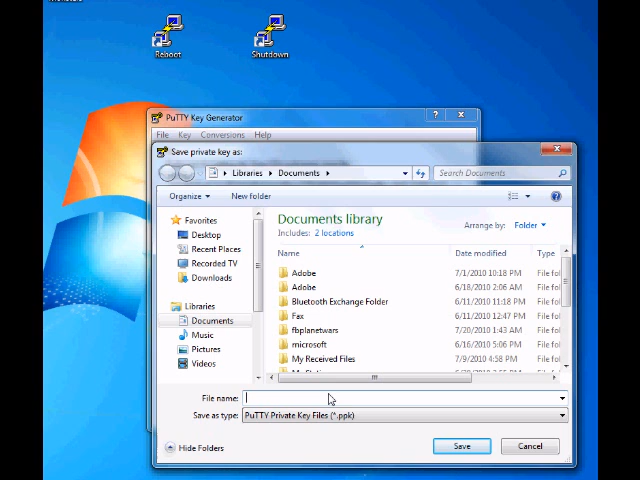 Reboot
Shutdown
PuTTY Key Generator
File Key Conversions Help
Save private key as:
Libraries Documents
Search Documents
Organize New folder
Favorites
Desktop
Recent Places
Recorded TV
Downloads
Libraries
Documents
Music
Pictures
Videos
Documents library
Includes: 2 locations
Arrange by: Folder
Name Date modified Type
Adobe 7/1/2010 10:18 PM File fol
Adobe 6/18/2010 2:06 AM File fol
Bluetooth Exchange Folder 6/11/2010 11:18 PM File fol
Fax 6/11/2010 12:47 PM File fol
fbplanetwars 7/20/2010 1:43 AM File fol
microsoft 6/16/2010 5:06 PM File fol
My Received Files 7/9/2010 4:58 PM File fol
File name:
Save as type: PuTTY Private Key Files (*.ppk)
Hide Folders
Save
Cancel